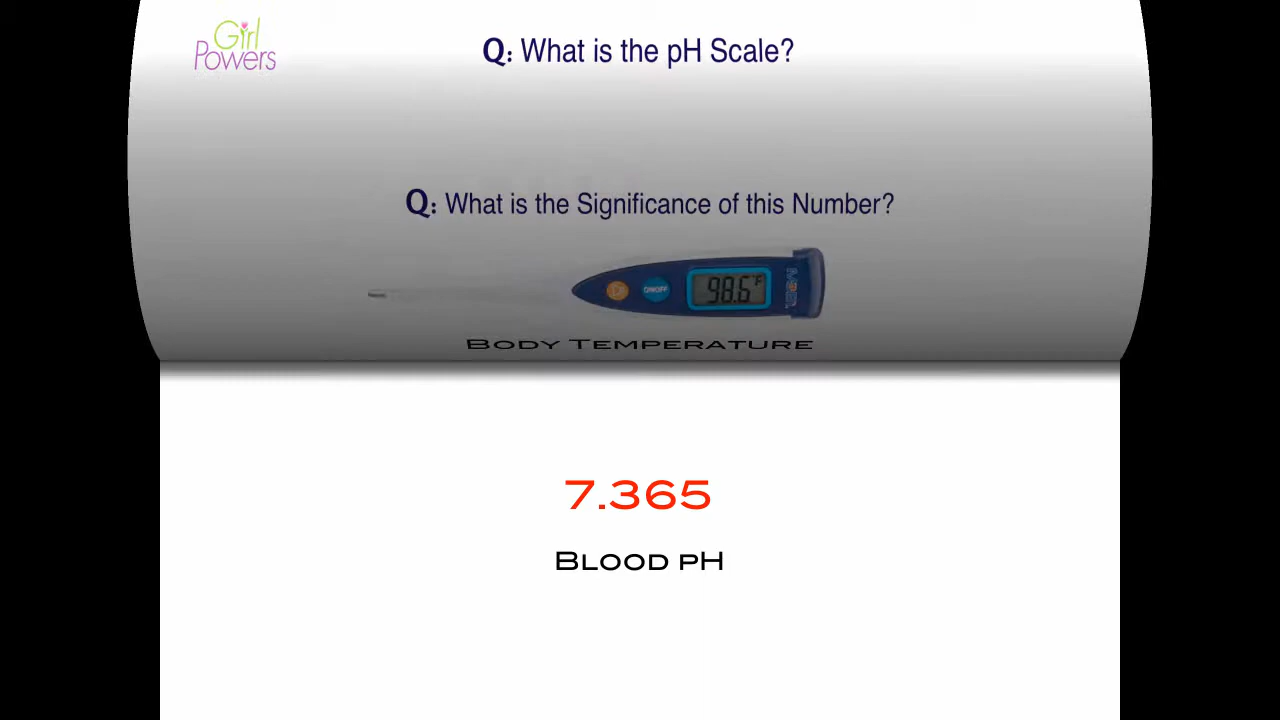 Girl
Powers
Q: What is the pH Scale?
Q: What is the Significance of this Number?
ON/OFF
98.6°F
Body Temperature
7.365
Blood pH